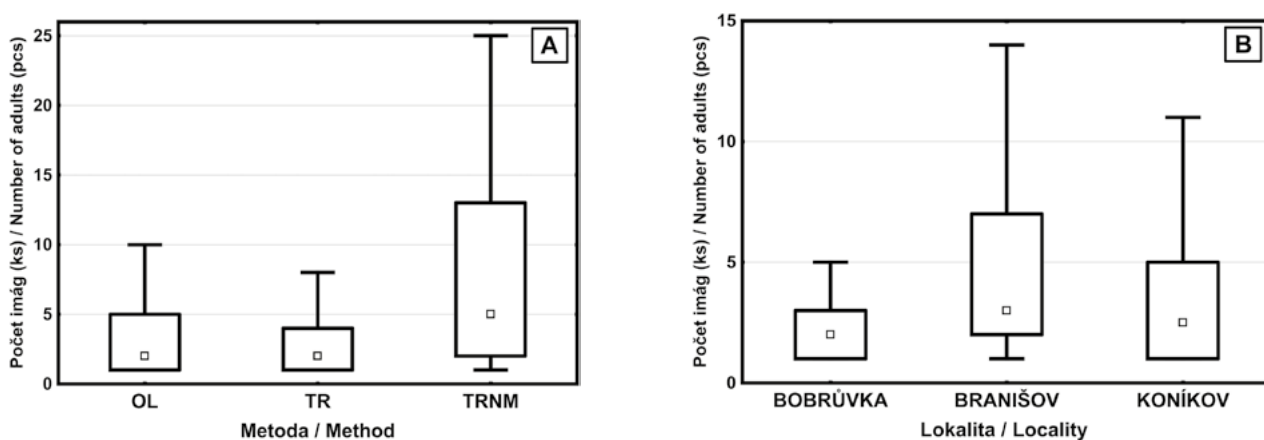 Počet imág (ks) / Number of adults (pcs)
25
20
15
10
5
0
A
OL TR TRNM
Metoda / Method
Počet imág (ks) / Number of adults (pcs)
15
10
5
0
B
BOBRŮVKA BRANIŠOV KONÍKOV
Lokalita / Locality